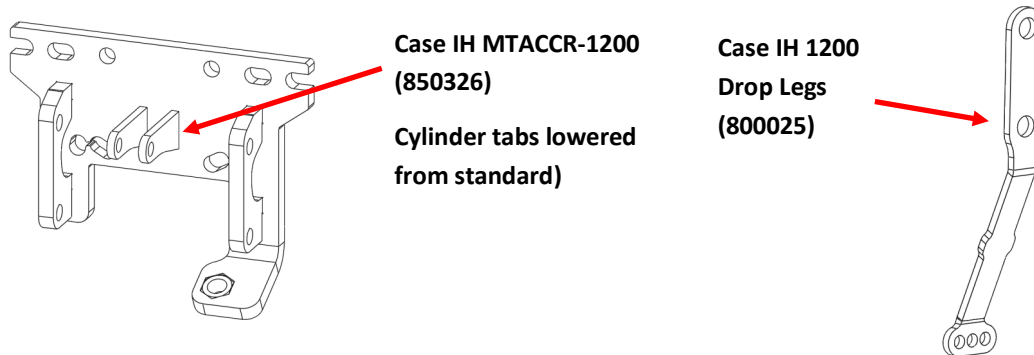 Case IH MTACCR-1200
(850326)
Cylinder tabs lowered
from standard)
Case IH 1200
Drop Legs
(800025)